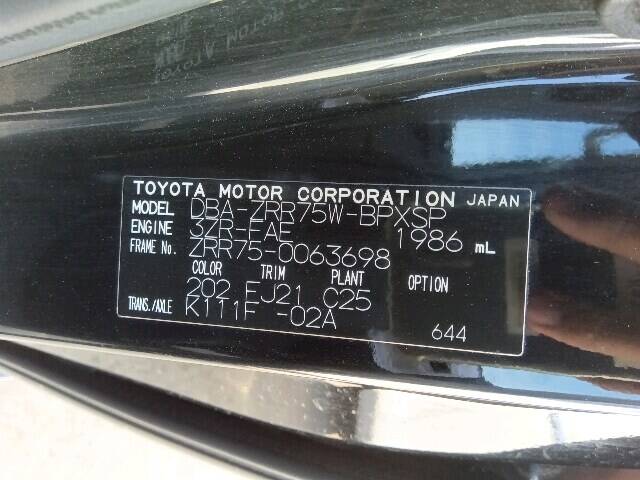 TOYOTA MOTOR CORPORATION JAPAN
MODEL DBA-ZRR75W-BPXSP
ENGINE 3ZR-FAE 1986 mL
FRAME No. ZRR75-0063698
COLOR TRIM PLANT OPTION
202 FJ21 C25
TRANS./AXLE K111F -02A
644